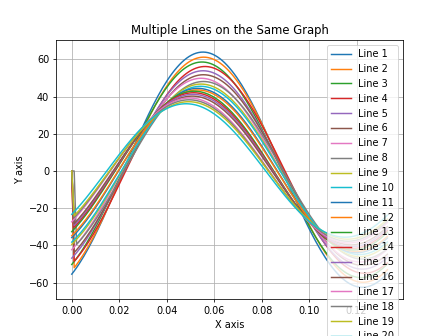 Multiple Lines on the Same Graph
Y axis
60
40
20
0
−20
−40
−60
0.00
0.02
0.04
0.06
0.08
0.10
X axis
Line 1
Line 2
Line 3
Line 4
Line 5
Line 6
Line 7
Line 8
Line 9
Line 10
Line 11
Line 12
Line 13
Line 14
Line 15
Line 16
Line 17
Line 18
Line 19
Line 20